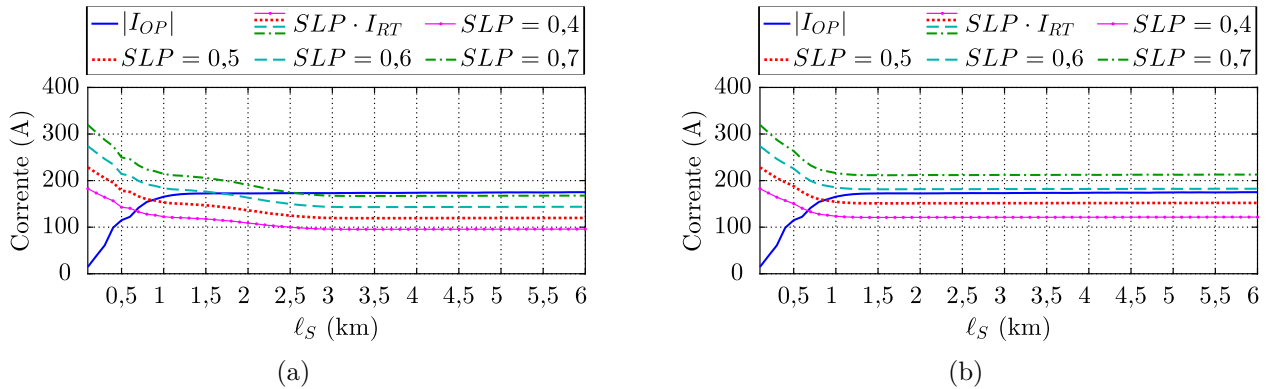 |I_OP| SLP · I_RT SLP = 0,4
SLP = 0,5 SLP = 0,6 SLP = 0,7
400
300
200
100
0
Corrente (A)
0,5 1 1,5 2 2,5 3 3,5 4 4,5 5 5,5 6
ℓ_S (km)
(a)
|I_OP| SLP · I_RT SLP = 0,4
SLP = 0,5 SLP = 0,6 SLP = 0,7
400
300
200
100
0
Corrente (A)
0,5 1 1,5 2 2,5 3 3,5 4 4,5 5 5,5 6
ℓ_S (km)
(b)